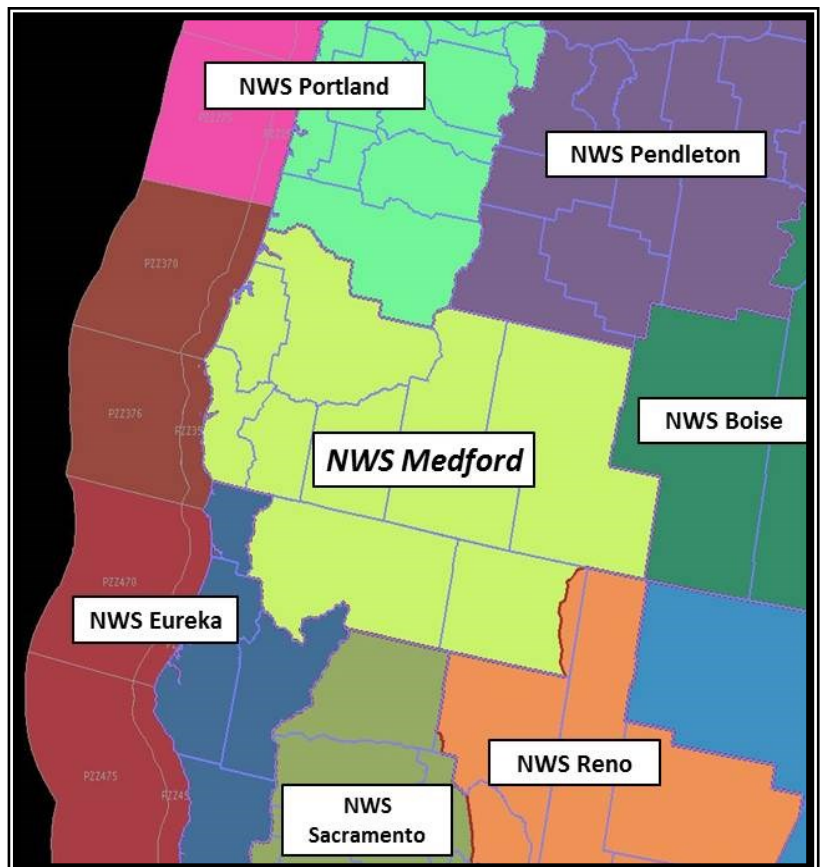 NWS Portland
NWS Pendleton
PZZ370
PZZ376
NWS Boise
NWS Medford
PZZ470
NWS Eureka
NWS Reno
PZZ475
NWS
Sacramento